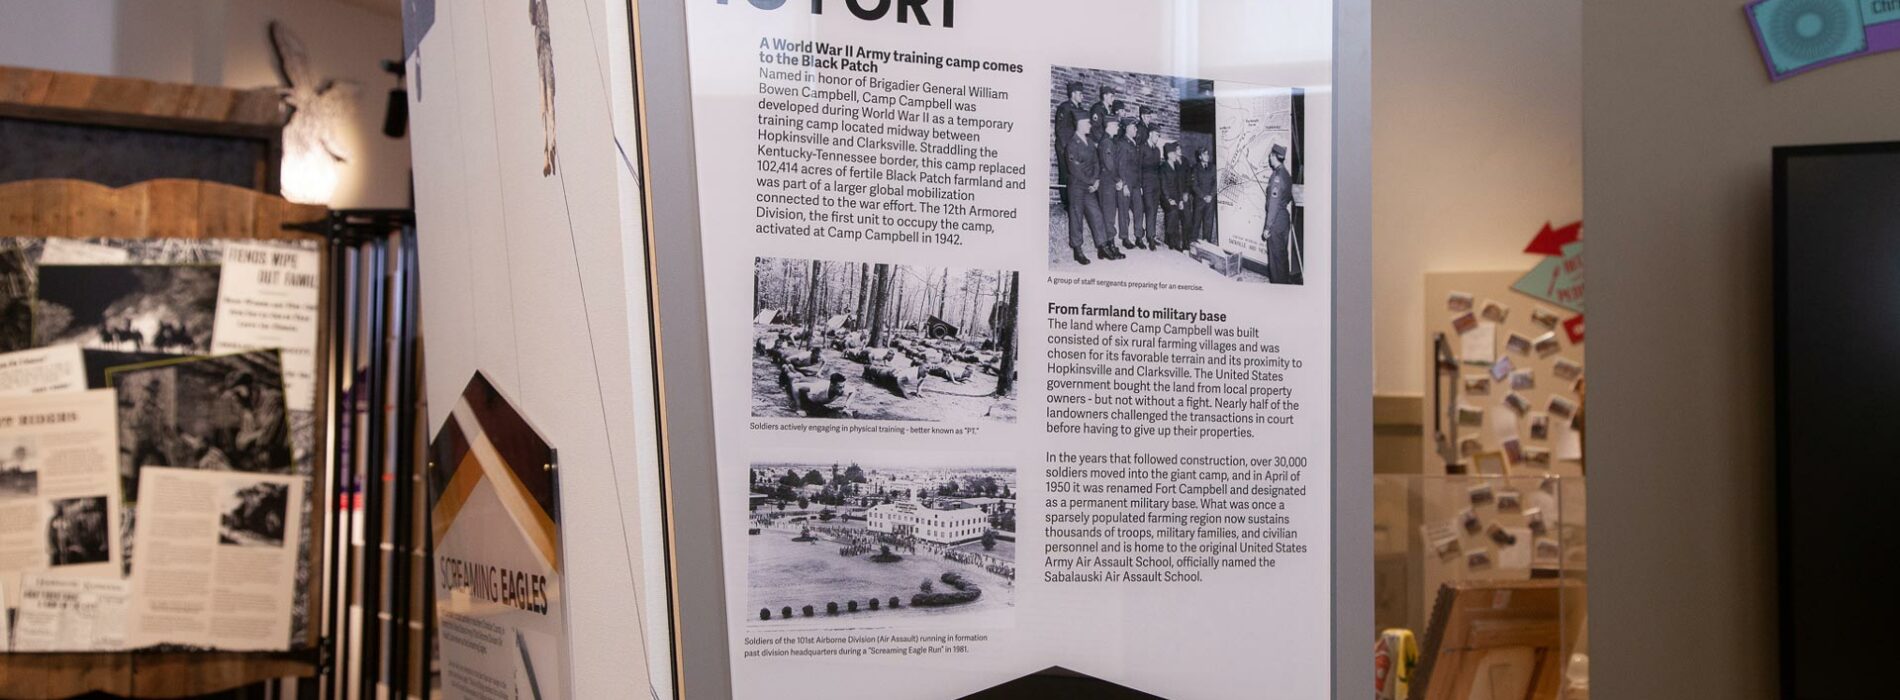 TO FORT
A World War II Army training camp comes
to the Black Patch
Named in honor of Brigadier General William
Bowen Campbell, Camp Campbell was
developed during World War II as a temporary
training camp located midway between
Hopkinsville and Clarksville. Straddling the
Kentucky-Tennessee border, this camp replaced
102,414 acres of fertile Black Patch farmland and
was part of a larger global mobilization
connected to the war effort. The 12th Armored
Division, the first unit to occupy the camp,
activated at Camp Campbell in 1942.
Soldiers actively engaging in physical training - better known as "PT."
Soldiers of the 101st Airborne Division (Air Assault) running in formation
past division headquarters during a "Screaming Eagle Run" in 1981.
A group of staff sergeants preparing for an exercise.
From farmland to military base
The land where Camp Campbell was built
consisted of six rural farming villages and was
chosen for its favorable terrain and its proximity to
Hopkinsville and Clarksville. The United States
government bought the land from local property
owners - but not without a fight. Nearly half of the
landowners challenged the transactions in court
before having to give up their properties.
In the years that followed construction, over 30,000
soldiers moved into the giant camp, and in April of
1950 it was renamed Fort Campbell and designated
as a permanent military base. What was once a
sparsely populated farming region now sustains
thousands of troops, military families, and civilian
personnel and is home to the original United States
Army Air Assault School, officially named the
Sabalauski Air Assault School.
SCREAMING EAGLES
FIENDS WIPE
OUT
RIDERS